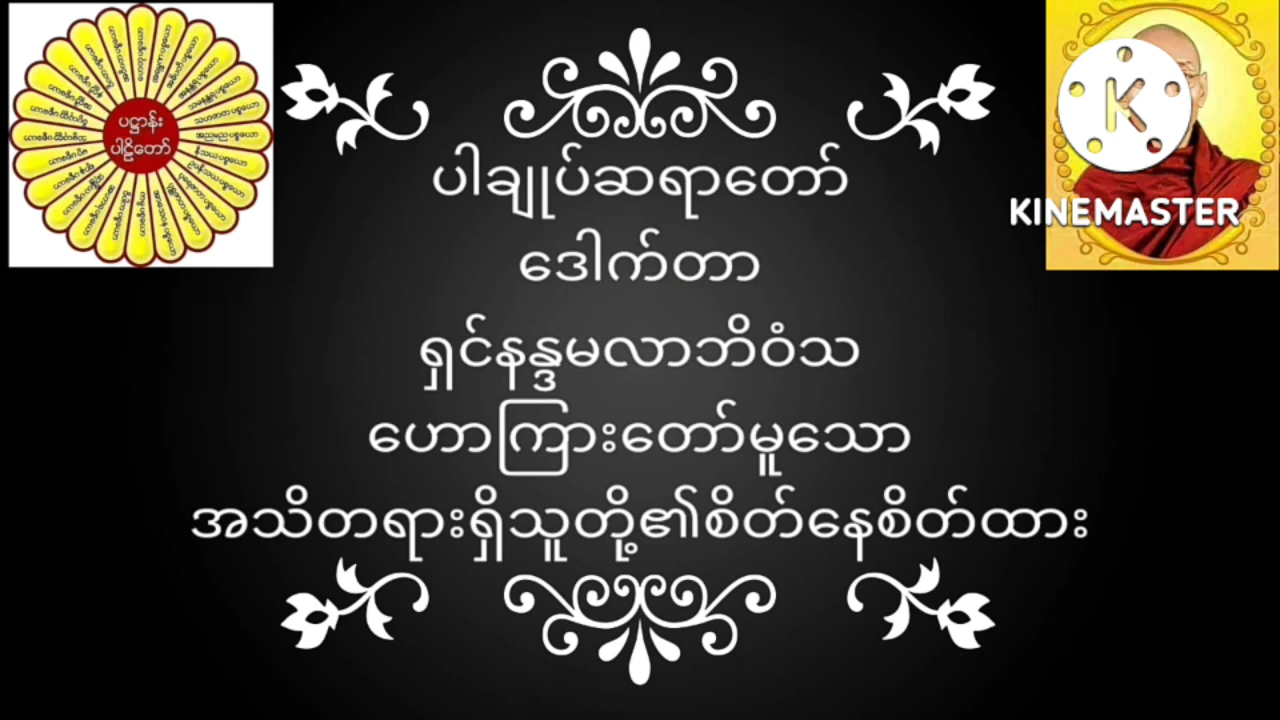 ပဋ္ဌာန်း
ပါဠိတော်
KINEMASTER
ပါချုပ်ဆရာတော်
ဒေါက်တာ
ရှင်နန္ဒမလာဘိဝံသ
ဟောကြားတော်မူသော
အသိတရားရှိသူတို့၏စိတ်နေစိတ်ထား